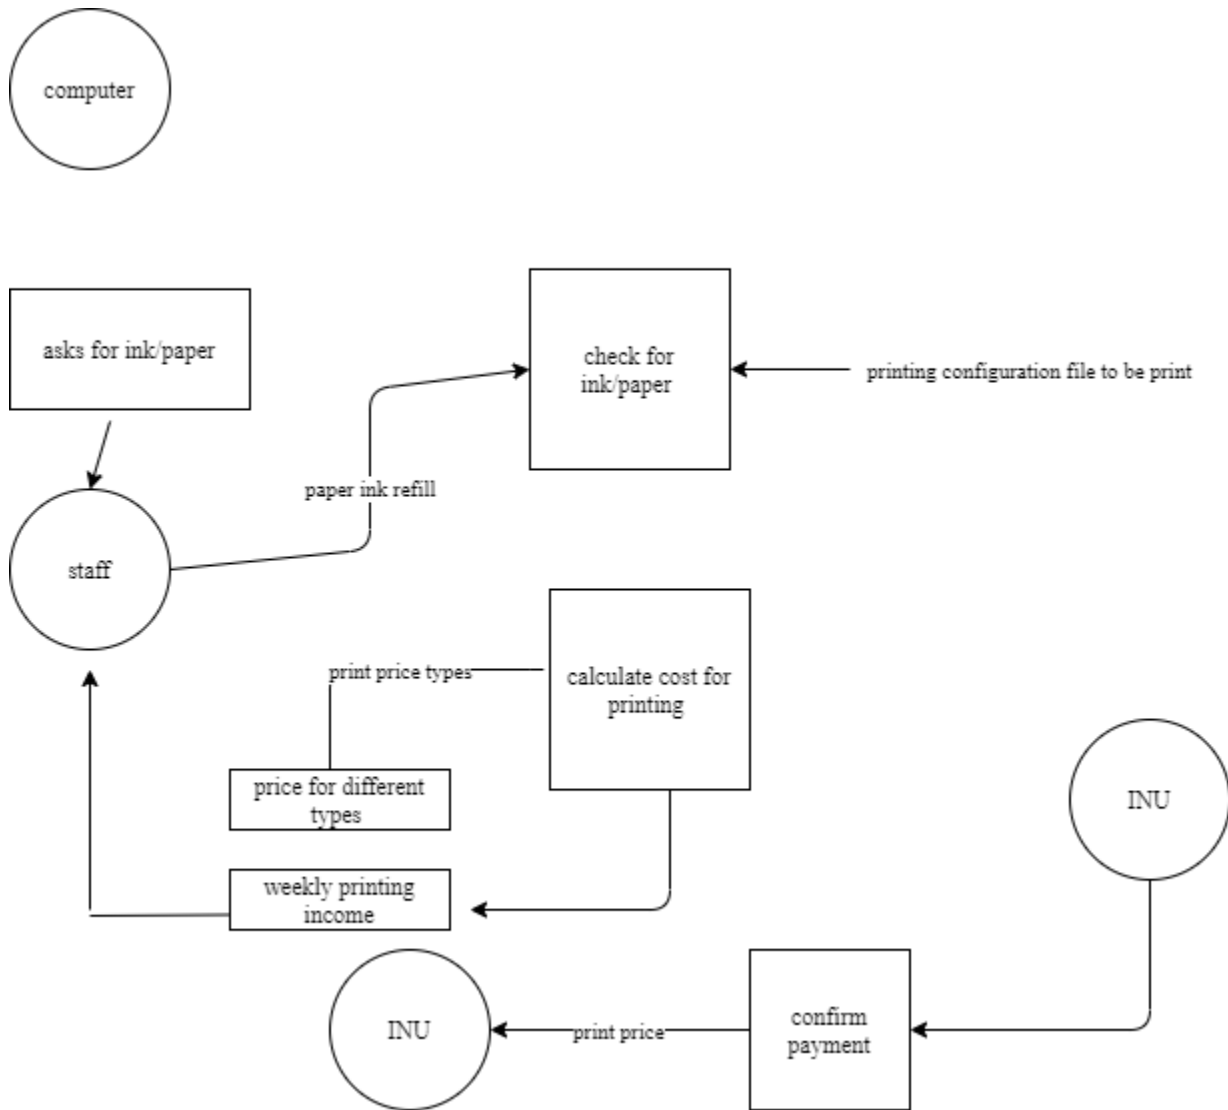 computer
asks for ink/paper
check for
ink/paper
printing configuration file to be print
paper ink refill
staff
print price types
calculate cost for
printing
price for different
types
INU
weekly printing
income
INU
print price
confirm
payment